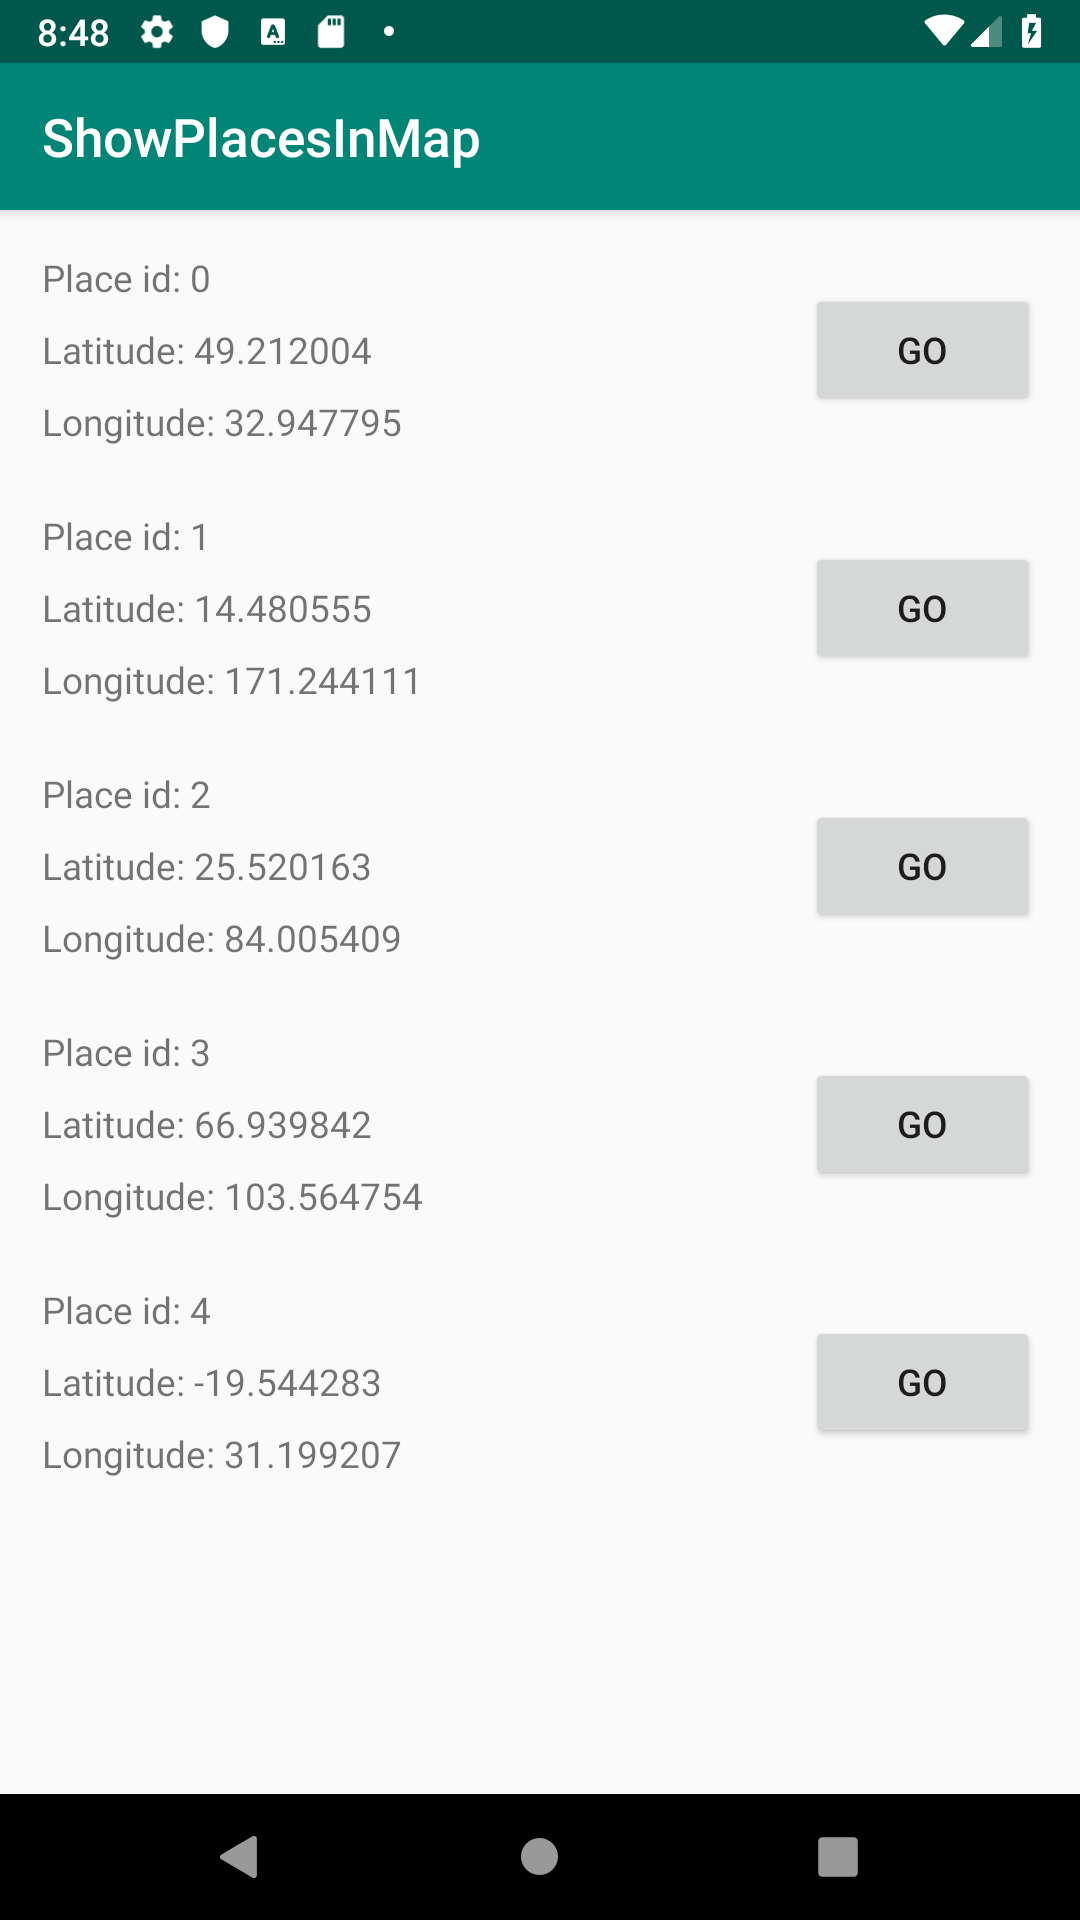 8:48
ShowPlacesInMap
Place id: 0
Latitude: 49.212004
GO
Longitude: 32.947795
Place id: 1
Latitude: 14.480555
GO
Longitude: 171.244111
Place id: 2
Latitude: 25.520163
GO
Longitude: 84.005409
Place id: 3
Latitude: 66.939842
GO
Longitude: 103.564754
Place id: 4
Latitude: -19.544283
GO
Longitude: 31.199207